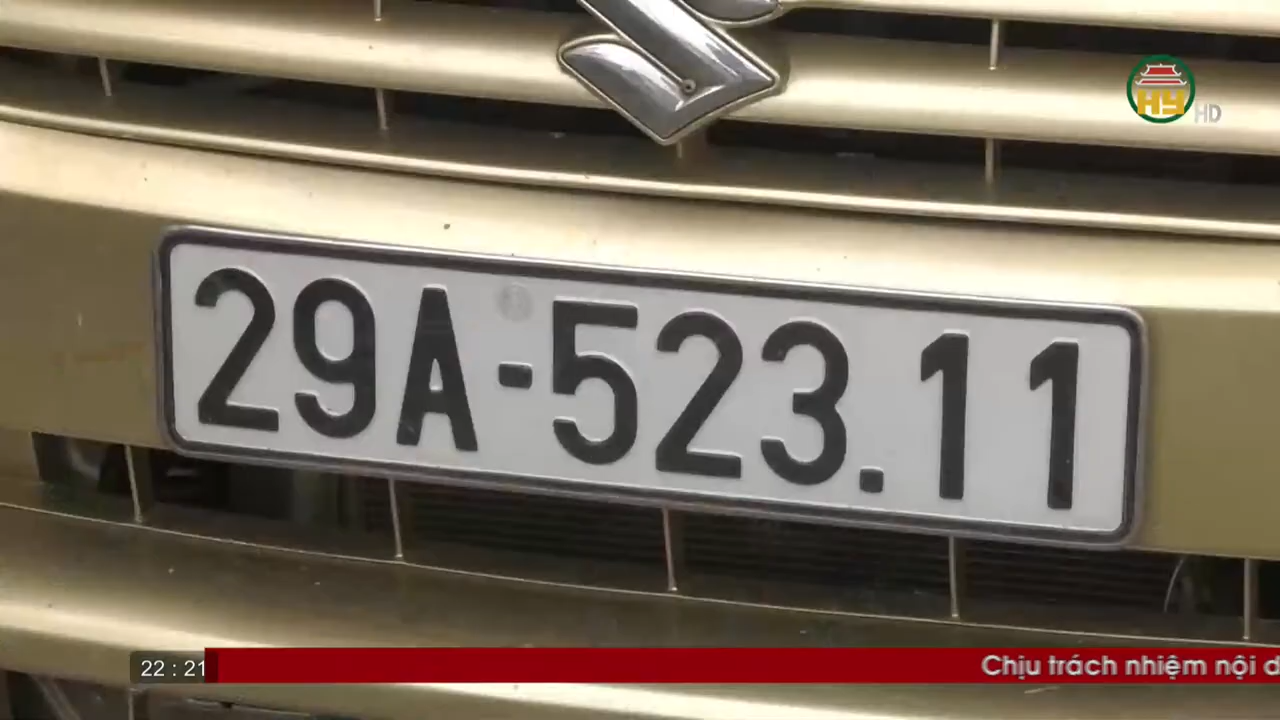 HY HD
29A-523.11
22 : 21
Chịu trách nhiệm nội d